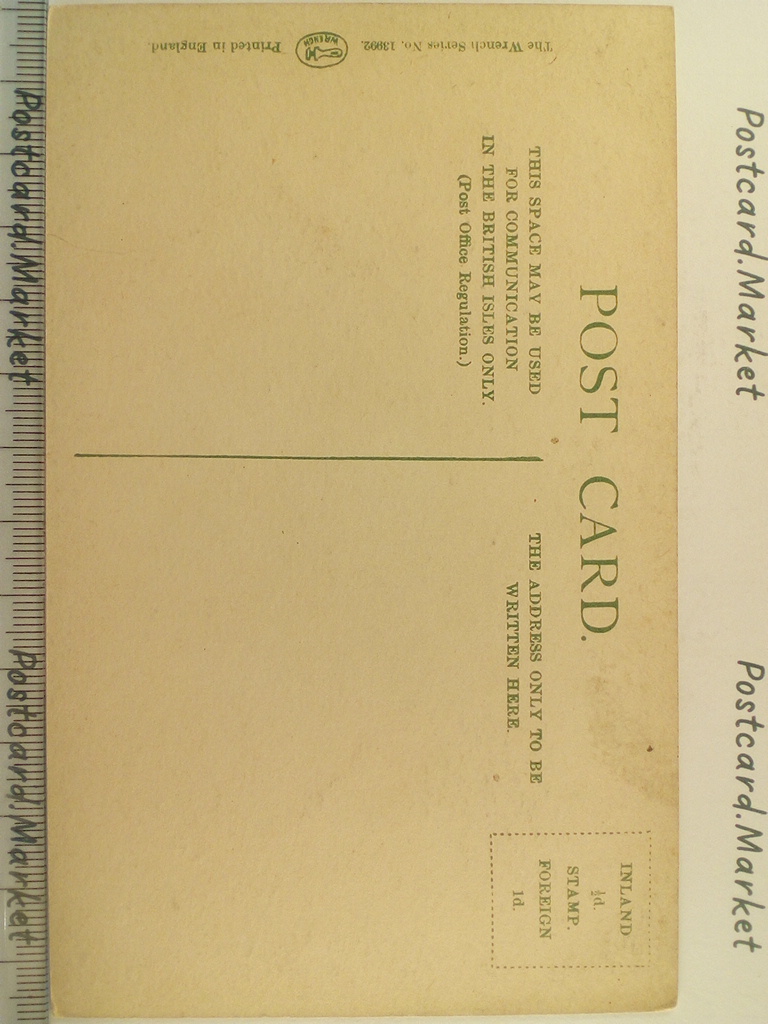 POST CARD.
THIS SPACE MAY BE USED
FOR COMMUNICATION
IN THE BRITISH ISLES ONLY.
(Post Office Regulation.)
THE ADDRESS ONLY TO BE
WRITTEN HERE.
INLAND
½d.
STAMP.
FOREIGN
1d.
The Wrench Series No. 13992.
WRENCH
Printed in England.
Postcard.Market
Postcard.Market
Postcard.Market
Postcard.Market